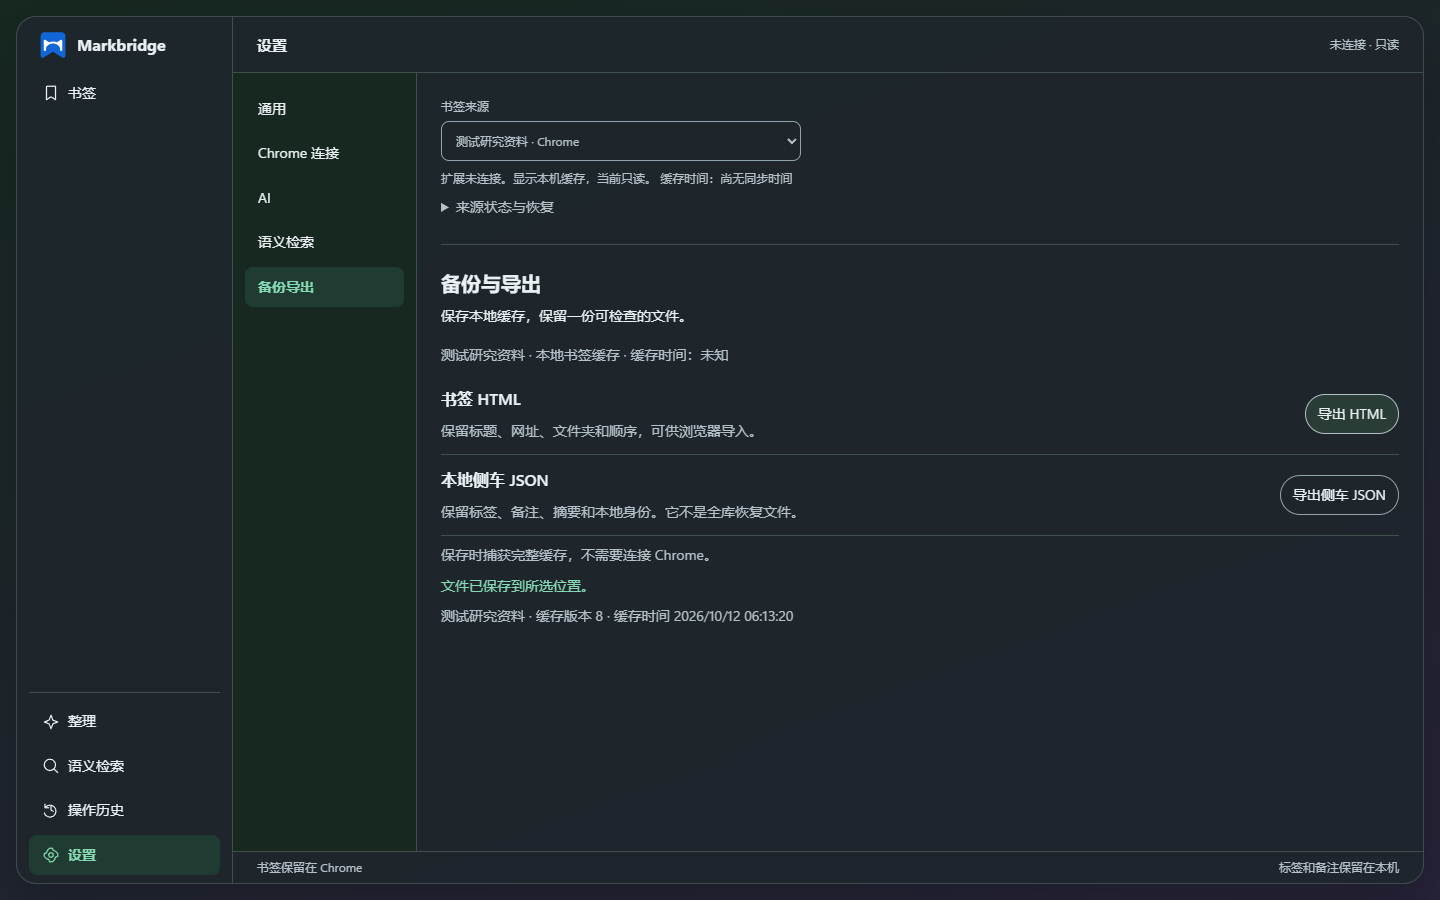 Markbridge
书签
整理
语义检索
操作历史
设置
设置
未连接 · 只读
通用
Chrome 连接
AI
语义检索
备份导出
书签来源
测试研究资料 · Chrome
扩展未连接。显示本机缓存，当前只读。 缓存时间：尚无同步时间
来源状态与恢复
备份与导出
保存本地缓存，保留一份可检查的文件。
测试研究资料 · 本地书签缓存 · 缓存时间：未知
书签 HTML
保留标题、网址、文件夹和顺序，可供浏览器导入。
导出 HTML
本地侧车 JSON
保留标签、备注、摘要和本地身份。它不是全库恢复文件。
导出侧车 JSON
保存时捕获完整缓存，不需要连接 Chrome。
文件已保存到所选位置。
测试研究资料 · 缓存版本 8 · 缓存时间 2026/10/12 06:13:20
书签保留在 Chrome
标签和备注保留在本机